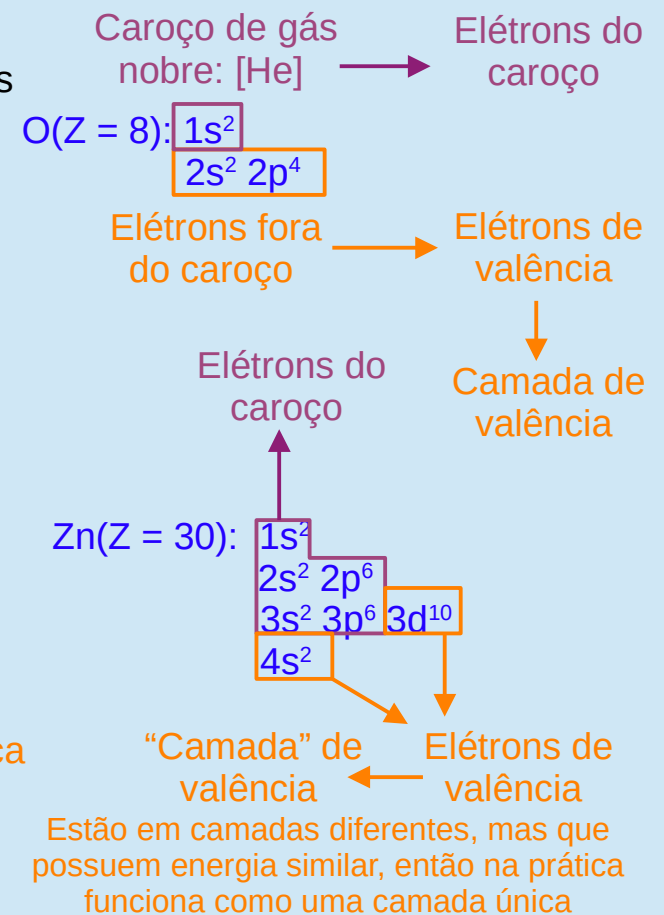 Caroço de gás
nobre: [He]
Elétrons do
caroço
s
O(Z = 8): 1s²
2s² 2p⁴
Elétrons fora
do caroço
Elétrons de
valência
Camada de
valência
Elétrons do
caroço
Zn(Z = 30): 1s²
2s² 2p⁶
3s² 3p⁶ 3d¹⁰
4s²
ca
“Camada” de
valência
Elétrons de
valência
Estão em camadas diferentes, mas que
possuem energia similar, então na prática
funciona como uma camada única